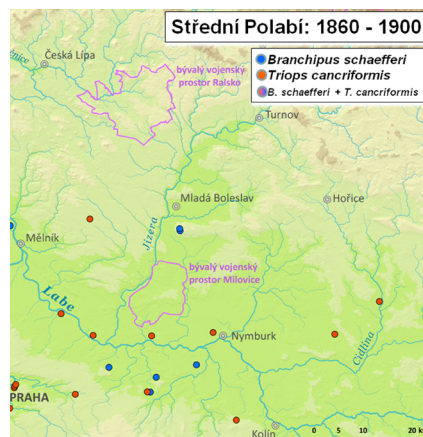 Střední Polabí: 1860 - 1900
Branchipus schaefferi
Triops cancriformis
B. schaefferi + T. cancriformis
Česká Lípa
bývalý vojenský
prostor Ralsko
Turnov
Mladá Boleslav
Hořice
Jizera
Mělník
bývalý vojenský
prostor Milovice
Labe
Nymburk
Cidlina
PRAHA
Kolín
0 5 10 20 k